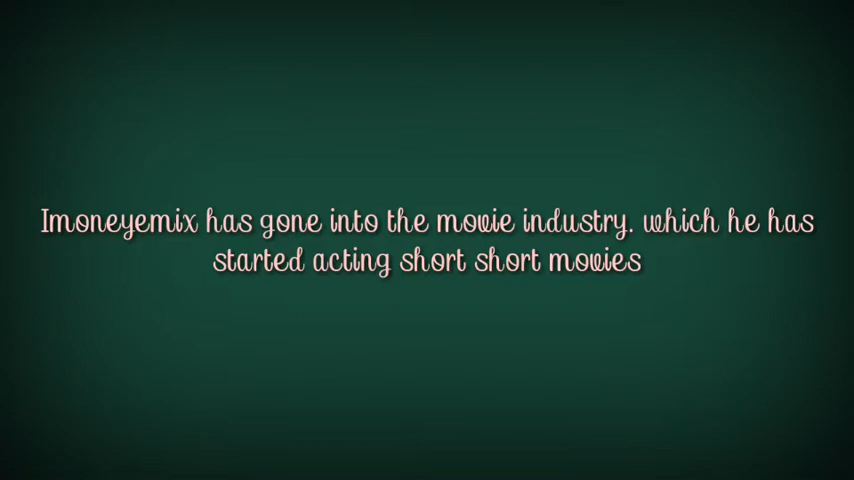 Imoneyemix has gone into the movie industry. which he has
started acting short short movies